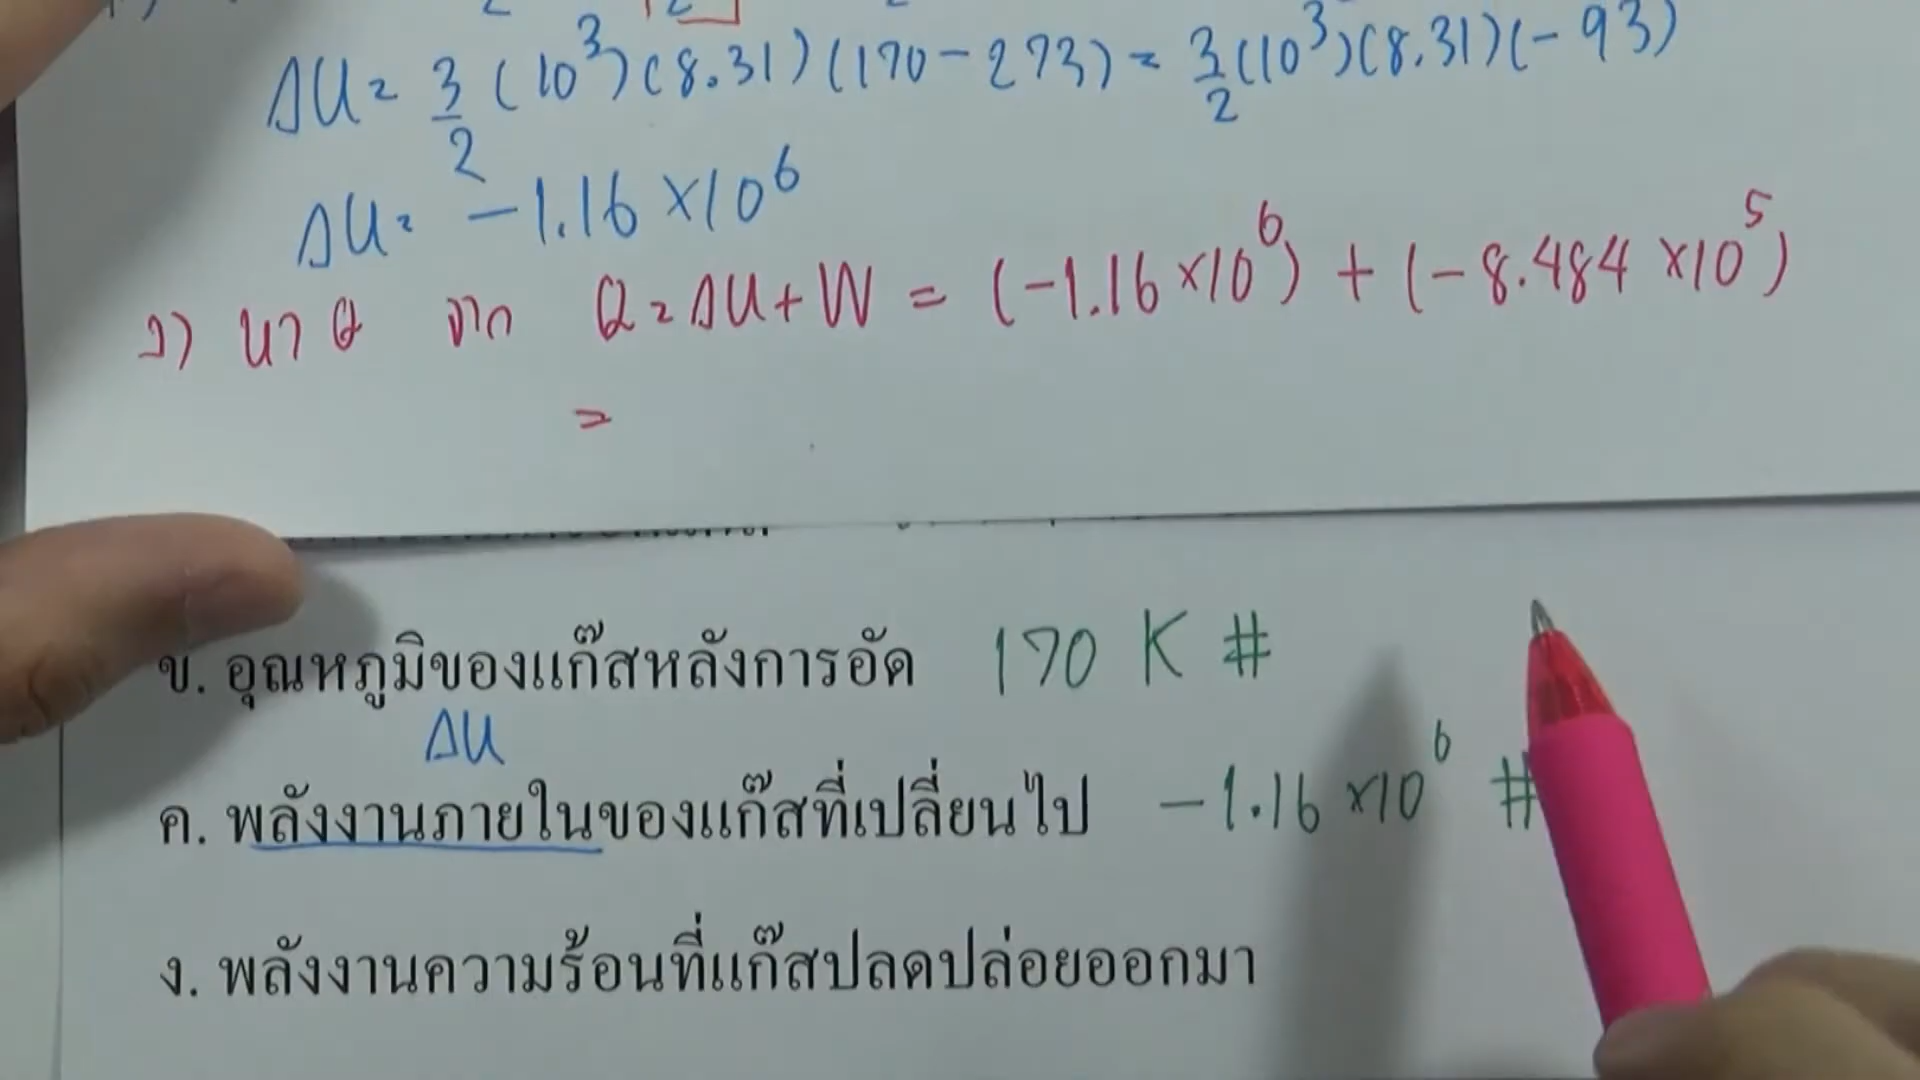 ΔU = 3/2 (10³)(8.31)(170-273) = 3/2 (10³)(8.31)(-93)
ΔU = -1.16 ×10⁶
ง) หา Q จาก Q = ΔU + W = (-1.16 ×10⁶) + (-8.484 ×10⁵)
=
ข. อุณหภูมิของแก๊สหลังการอัด 170 K #
ΔU
ค. พลังงานภายในของแก๊สที่เปลี่ยนไป -1.16 ×10⁶ #
ง. พลังงานความร้อนที่แก๊สปลดปล่อยออกมา